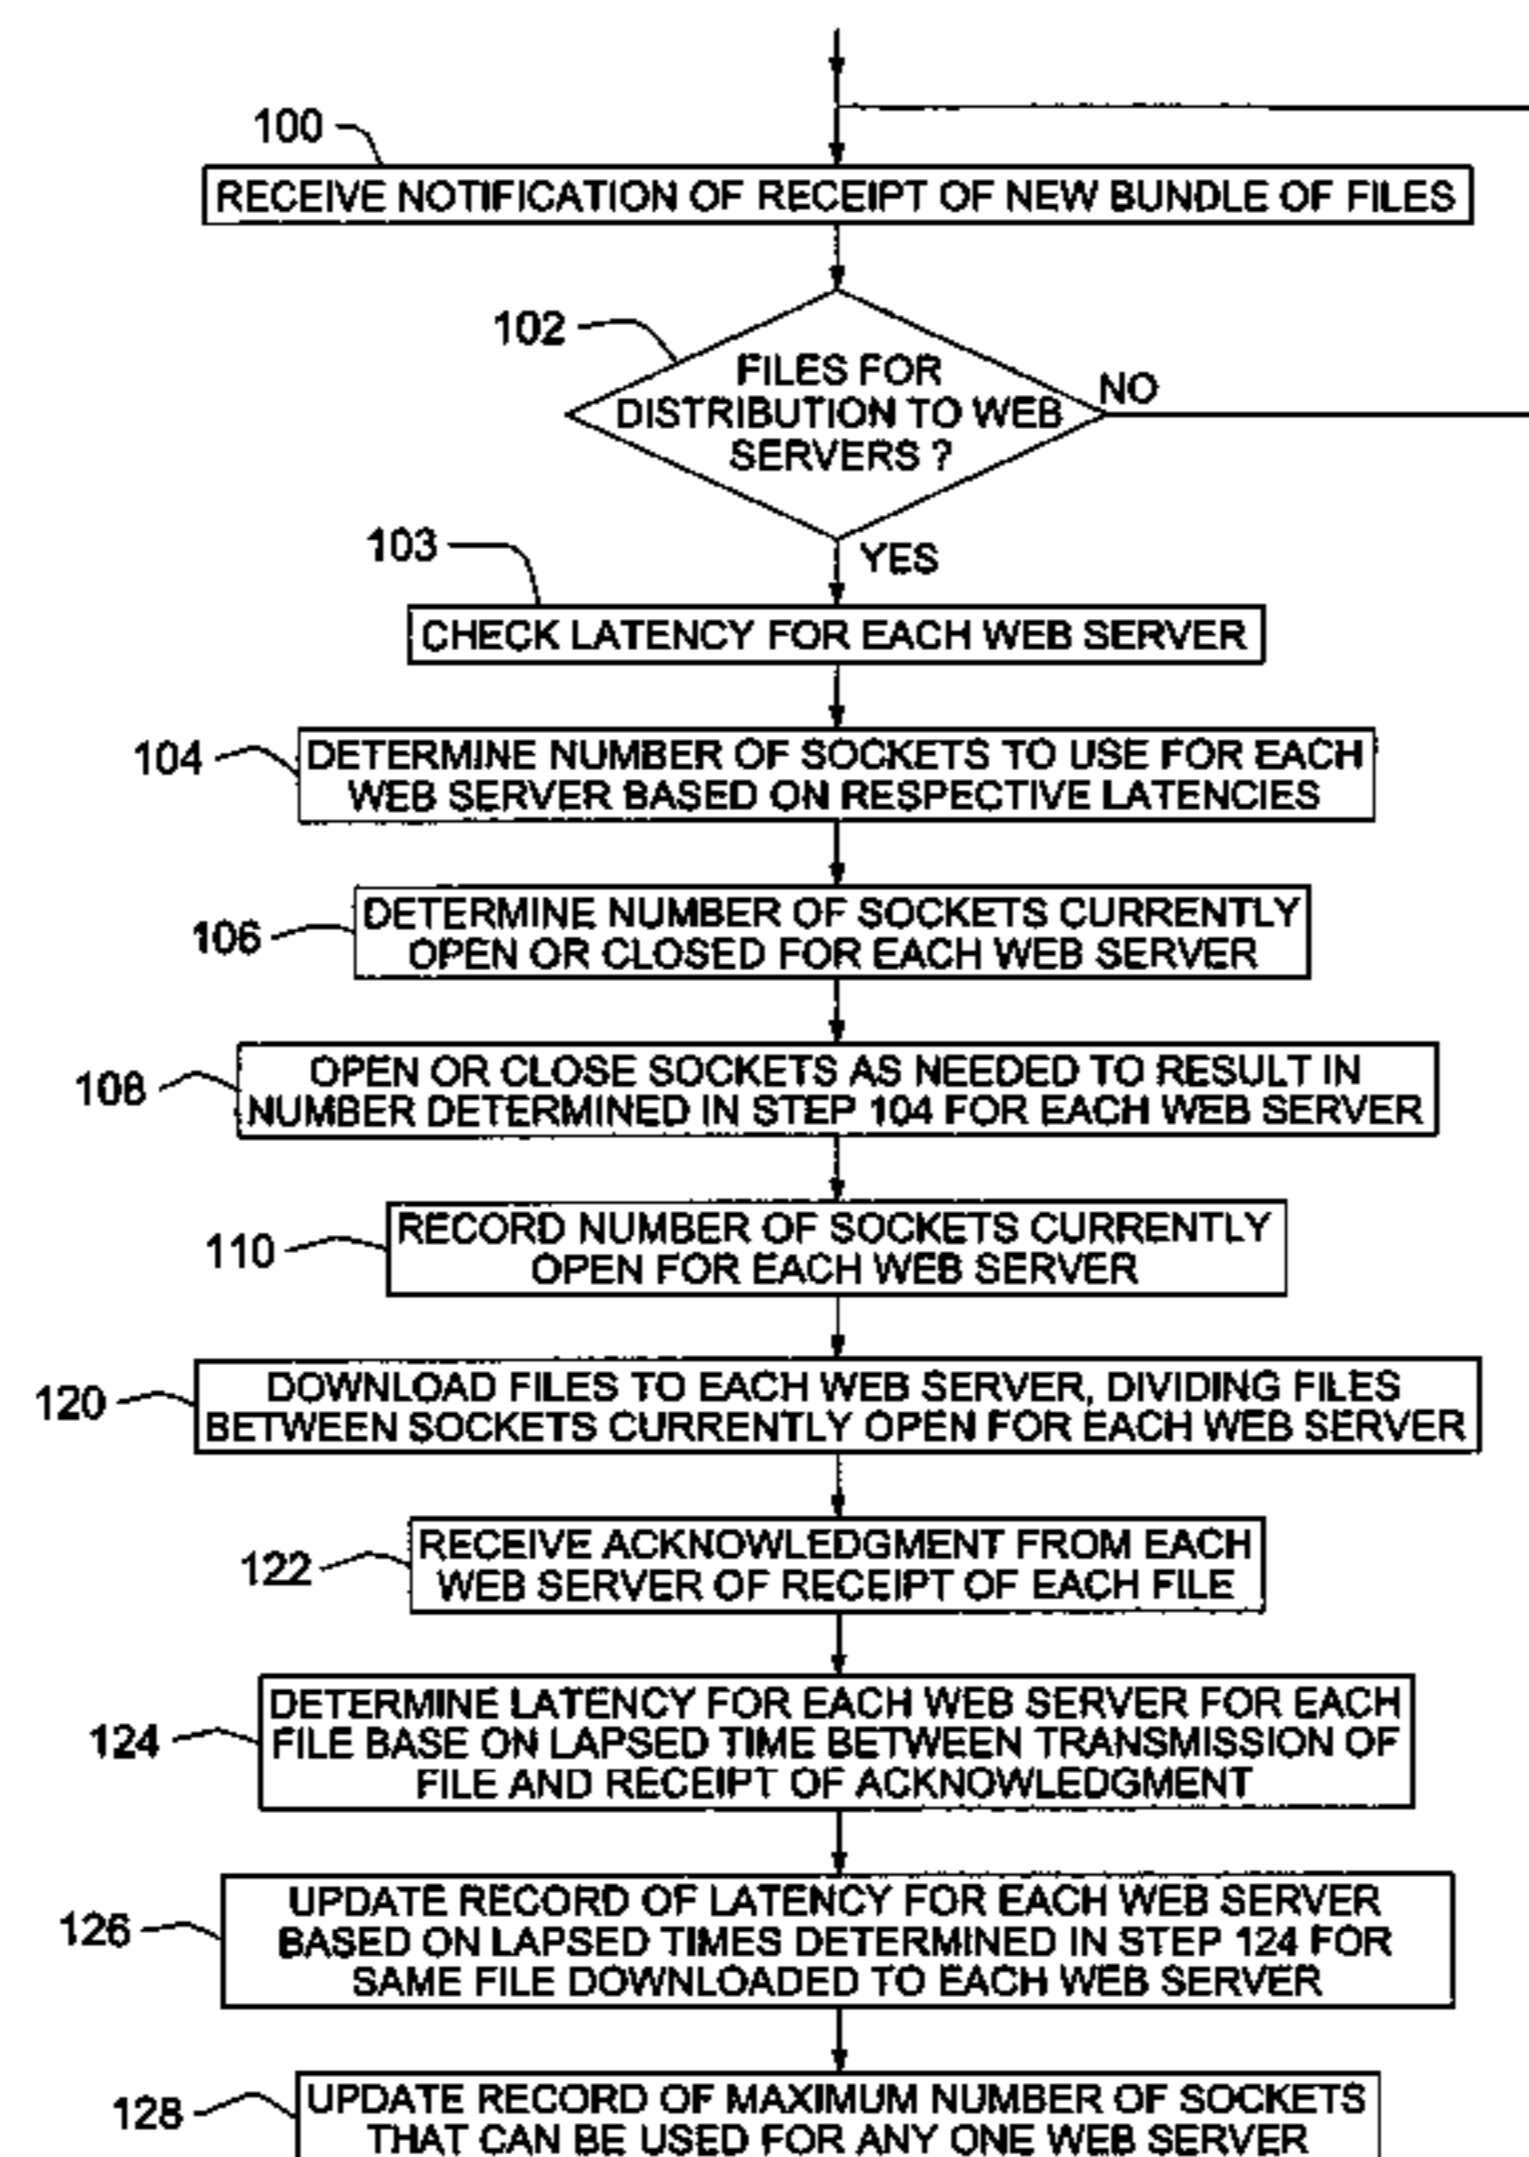 100
RECEIVE NOTIFICATION OF RECEIPT OF NEW BUNDLE OF FILES
102
FILES FOR
DISTRIBUTION TO WEB
SERVERS ?
NO
YES
103
CHECK LATENCY FOR EACH WEB SERVER
104
DETERMINE NUMBER OF SOCKETS TO USE FOR EACH
WEB SERVER BASED ON RESPECTIVE LATENCIES
106
DETERMINE NUMBER OF SOCKETS CURRENTLY
OPEN OR CLOSED FOR EACH WEB SERVER
108
OPEN OR CLOSE SOCKETS AS NEEDED TO RESULT IN
NUMBER DETERMINED IN STEP 104 FOR EACH WEB SERVER
110
RECORD NUMBER OF SOCKETS CURRENTLY
OPEN FOR EACH WEB SERVER
120
DOWNLOAD FILES TO EACH WEB SERVER, DIVIDING FILES
BETWEEN SOCKETS CURRENTLY OPEN FOR EACH WEB SERVER
122
RECEIVE ACKNOWLEDGMENT FROM EACH
WEB SERVER OF RECEIPT OF EACH FILE
124
DETERMINE LATENCY FOR EACH WEB SERVER FOR EACH
FILE BASE ON LAPSED TIME BETWEEN TRANSMISSION OF
FILE AND RECEIPT OF ACKNOWLEDGMENT
126
UPDATE RECORD OF LATENCY FOR EACH WEB SERVER
BASED ON LAPSED TIMES DETERMINED IN STEP 124 FOR
SAME FILE DOWNLOADED TO EACH WEB SERVER
128
UPDATE RECORD OF MAXIMUM NUMBER OF SOCKETS
THAT CAN BE USED FOR ANY ONE WEB SERVER